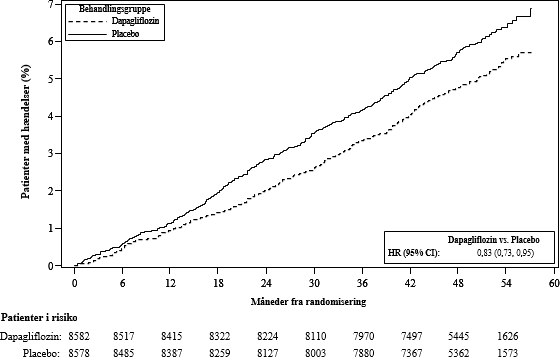 7
6
5
4
3
2
1
0
Patienter med hændelser (%)
Behandlingsgruppe
Dapagliflozin
Placebo
Dapagliflozin vs. Placebo
HR (95% CI): 0,83 (0,73, 0,95)
0 6 12 18 24 30 36 42 48 54 60
Måneder fra randomisering
Patienter i risiko
Dapagliflozin: 8582 8517 8415 8322 8224 8110 7970 7497 5445 1626
Placebo: 8578 8485 8387 8259 8127 8003 7880 7367 5362 1573